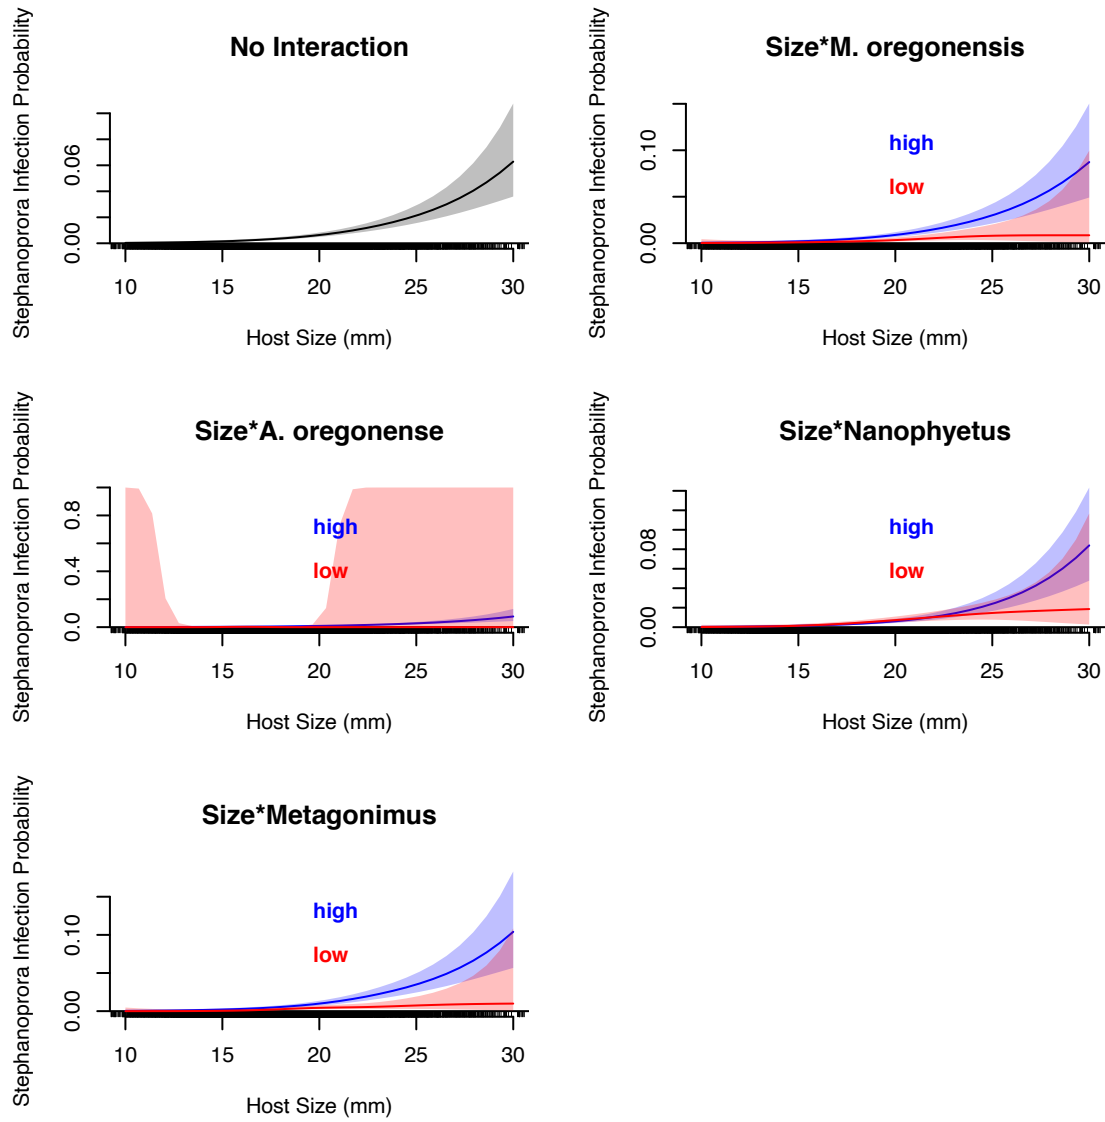 No Interaction
Stephanoprora Infection Probability
0.00 0.06
10 15 20 25 30
Host Size (mm)
Size*M. oregonensis
Stephanoprora Infection Probability
0.00 0.10
high
low
10 15 20 25 30
Host Size (mm)
Size*A. oregonense
Stephanoprora Infection Probability
0.0 0.4 0.8
high
low
10 15 20 25 30
Host Size (mm)
Size*Nanophyetus
Stephanoprora Infection Probability
0.00 0.08
high
low
10 15 20 25 30
Host Size (mm)
Size*Metagonimus
Stephanoprora Infection Probability
0.00 0.10
high
low
10 15 20 25 30
Host Size (mm)